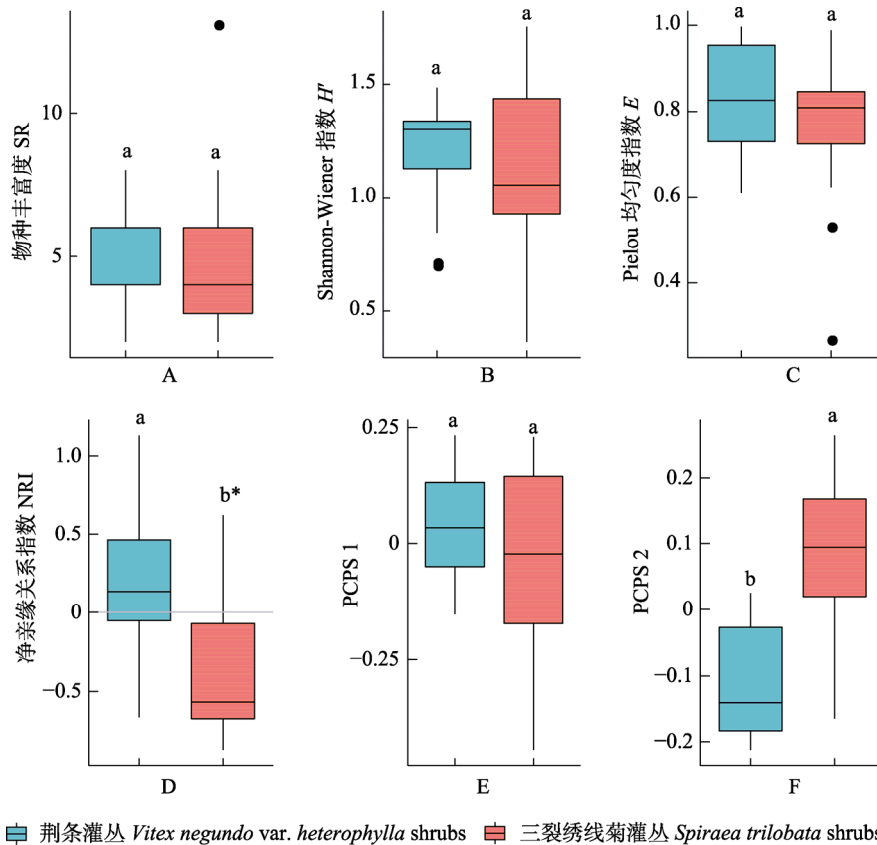 物种丰富度 SR
10
5
a
a
A
Shannon-Wiener 指数 H′
1.5
1.0
0.5
a
a
B
Pielou 均匀度指数 E
1.0
0.8
0.6
0.4
a
a
C
净亲缘关系指数 NRI
1.0
0.5
0
−0.5
a
b*
D
PCPS 1
0.25
0
−0.25
a
a
E
PCPS 2
0.2
0.1
0
−0.1
−0.2
b
a
F
荆条灌丛 Vitex negundo var. heterophylla shrubs 三裂绣线菊灌丛 Spiraea trilobata shrubs